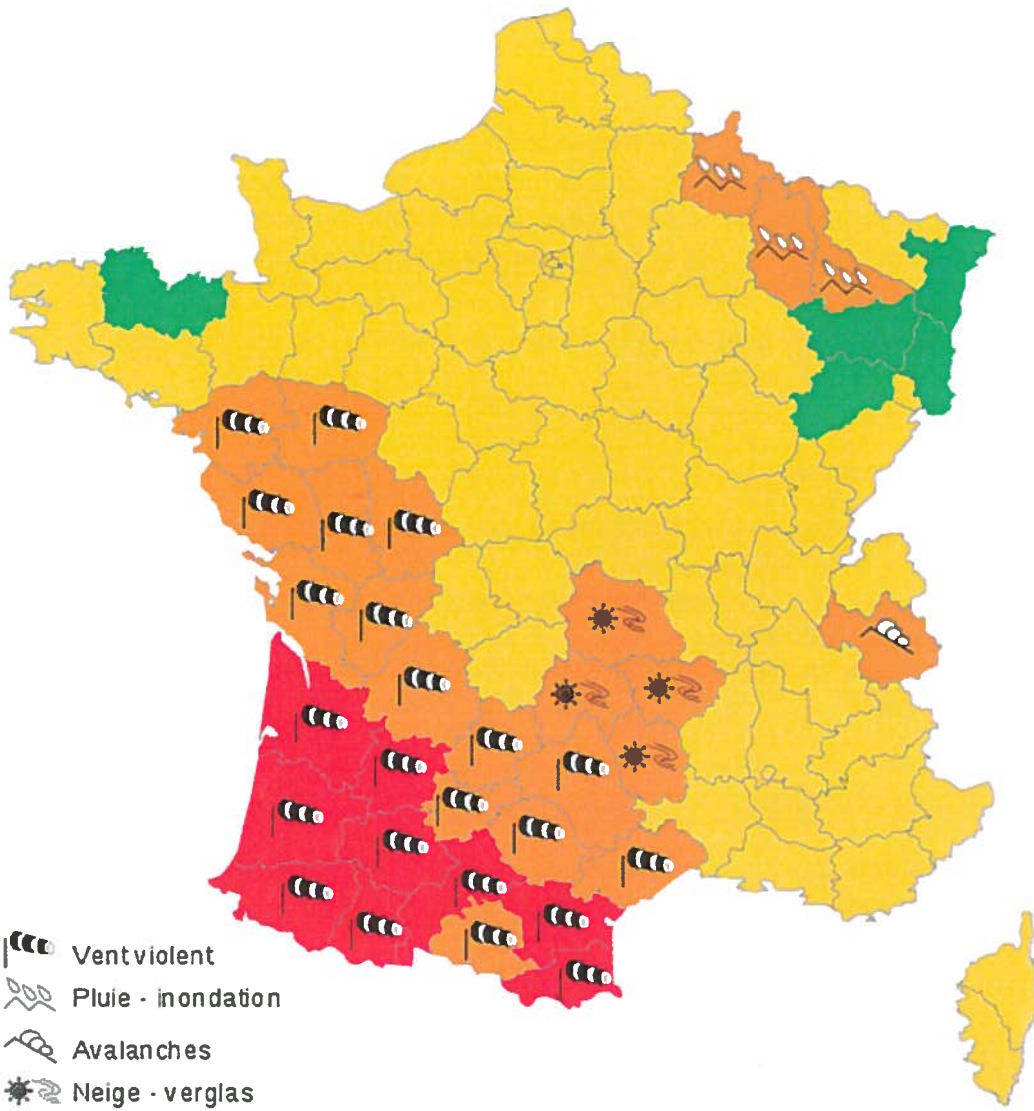 Vent violent
Pluie - inondation
Avalanches
Neige - verglas